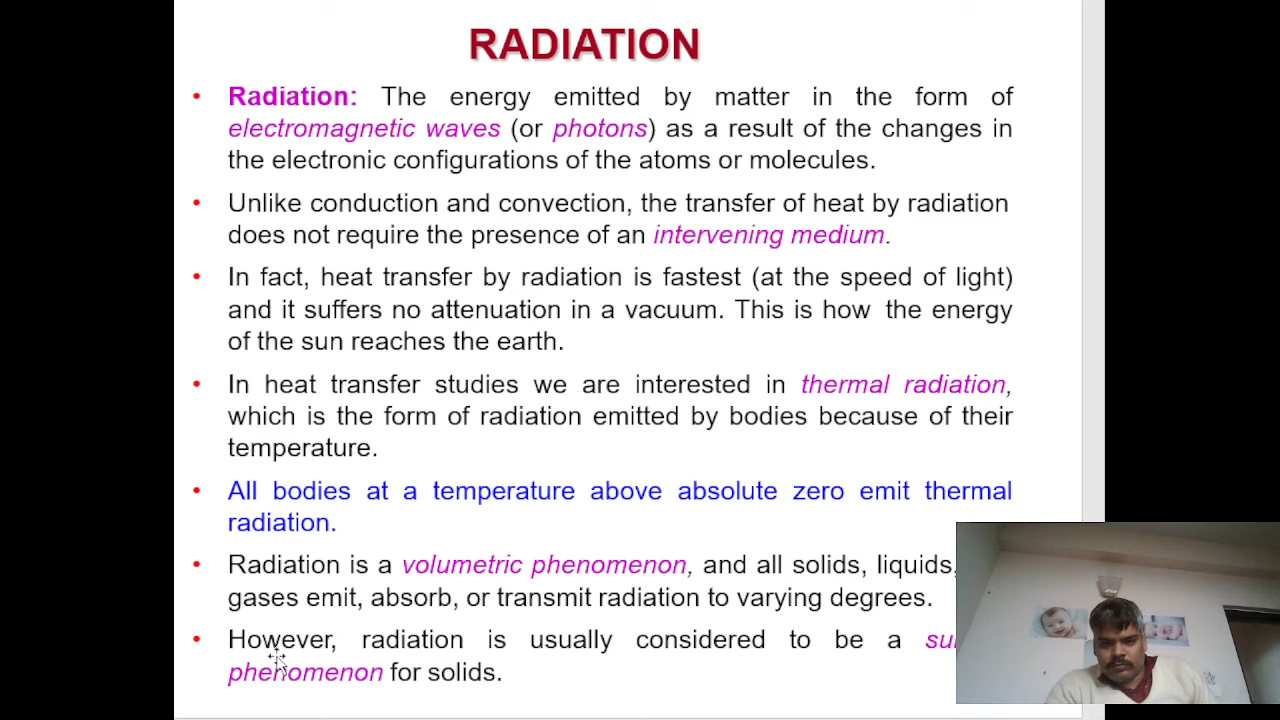 RADIATION
• Radiation: The energy emitted by matter in the form of
electromagnetic waves (or photons) as a result of the changes in
the electronic configurations of the atoms or molecules.
• Unlike conduction and convection, the transfer of heat by radiation
does not require the presence of an intervening medium.
• In fact, heat transfer by radiation is fastest (at the speed of light)
and it suffers no attenuation in a vacuum. This is how the energy
of the sun reaches the earth.
• In heat transfer studies we are interested in thermal radiation,
which is the form of radiation emitted by bodies because of their
temperature.
• All bodies at a temperature above absolute zero emit thermal
radiation.
• Radiation is a volumetric phenomenon, and all solids, liquids,
gases emit, absorb, or transmit radiation to varying degrees.
• However, radiation is usually considered to be a
phenomenon for solids.